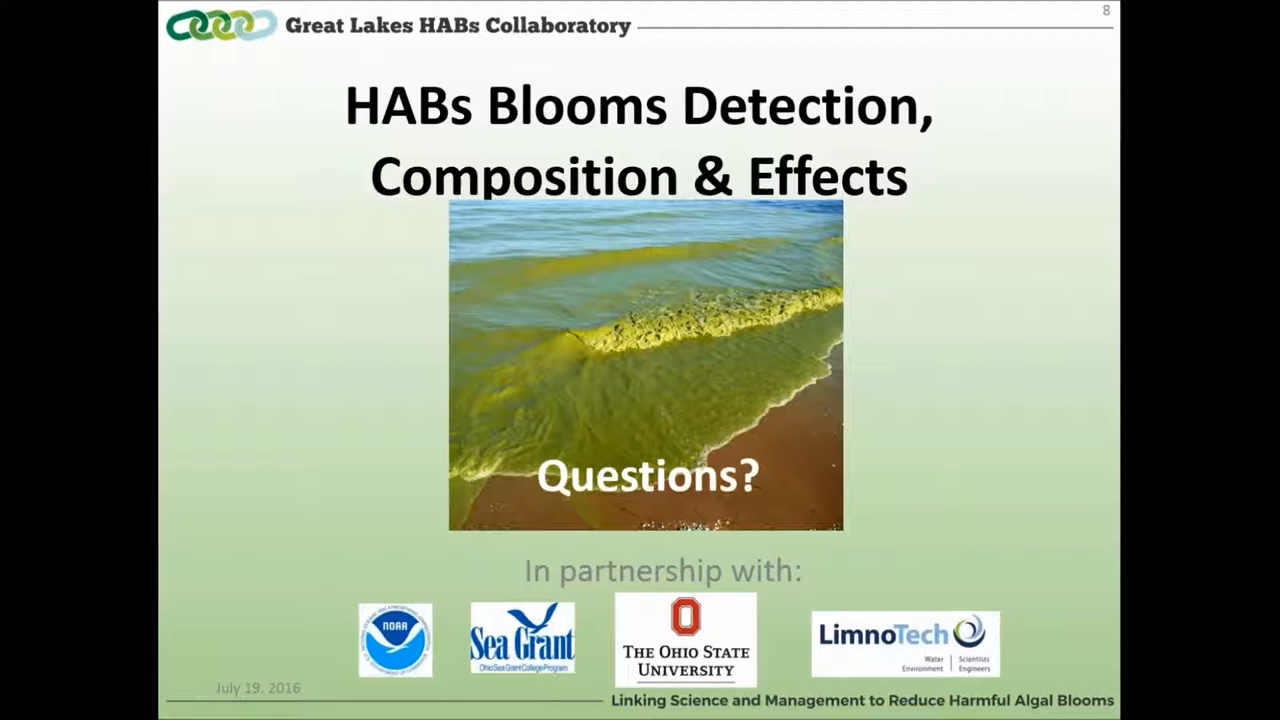 8
Great Lakes HABs Collaboratory
HABs Blooms Detection,
Composition & Effects
Questions?
In partnership with:
NOAA
Sea Grant
Ohio Sea Grant College Program
THE OHIO STATE
UNIVERSITY
LimnoTech
Water | Scientists
Environment | Engineers
July 19, 2016
Linking Science and Management to Reduce Harmful Algal Blooms